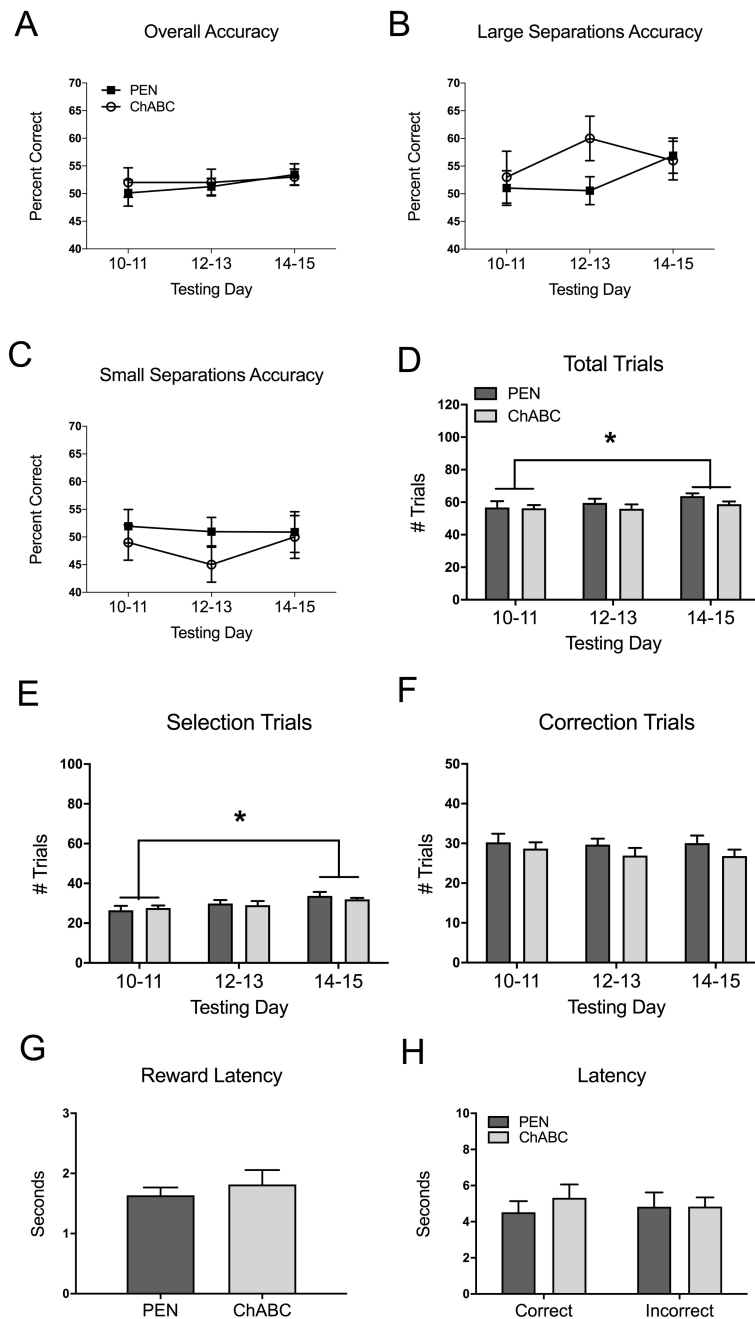 A
Overall Accuracy
Percent Correct
70
65
60
55
50
45
40
PEN
ChABC
10-11 12-13 14-15
Testing Day
B
Large Separations Accuracy
Percent Correct
70
65
60
55
50
45
40
10-11 12-13 14-15
Testing Day
C
Small Separations Accuracy
Percent Correct
70
65
60
55
50
45
40
10-11 12-13 14-15
Testing Day
D
Total Trials
# Trials
120
100
80
60
40
20
0
PEN
ChABC
*
10-11 12-13 14-15
Testing Day
E
Selection Trials
# Trials
100
80
60
40
20
0
*
10-11 12-13 14-15
Testing Day
F
Correction Trials
# Trials
50
40
30
20
10
0
10-11 12-13 14-15
Testing Day
G
Reward Latency
Seconds
3
2
1
0
PEN ChABC
H
Latency
Seconds
10
8
6
4
2
0
PEN
ChABC
Correct Incorrect